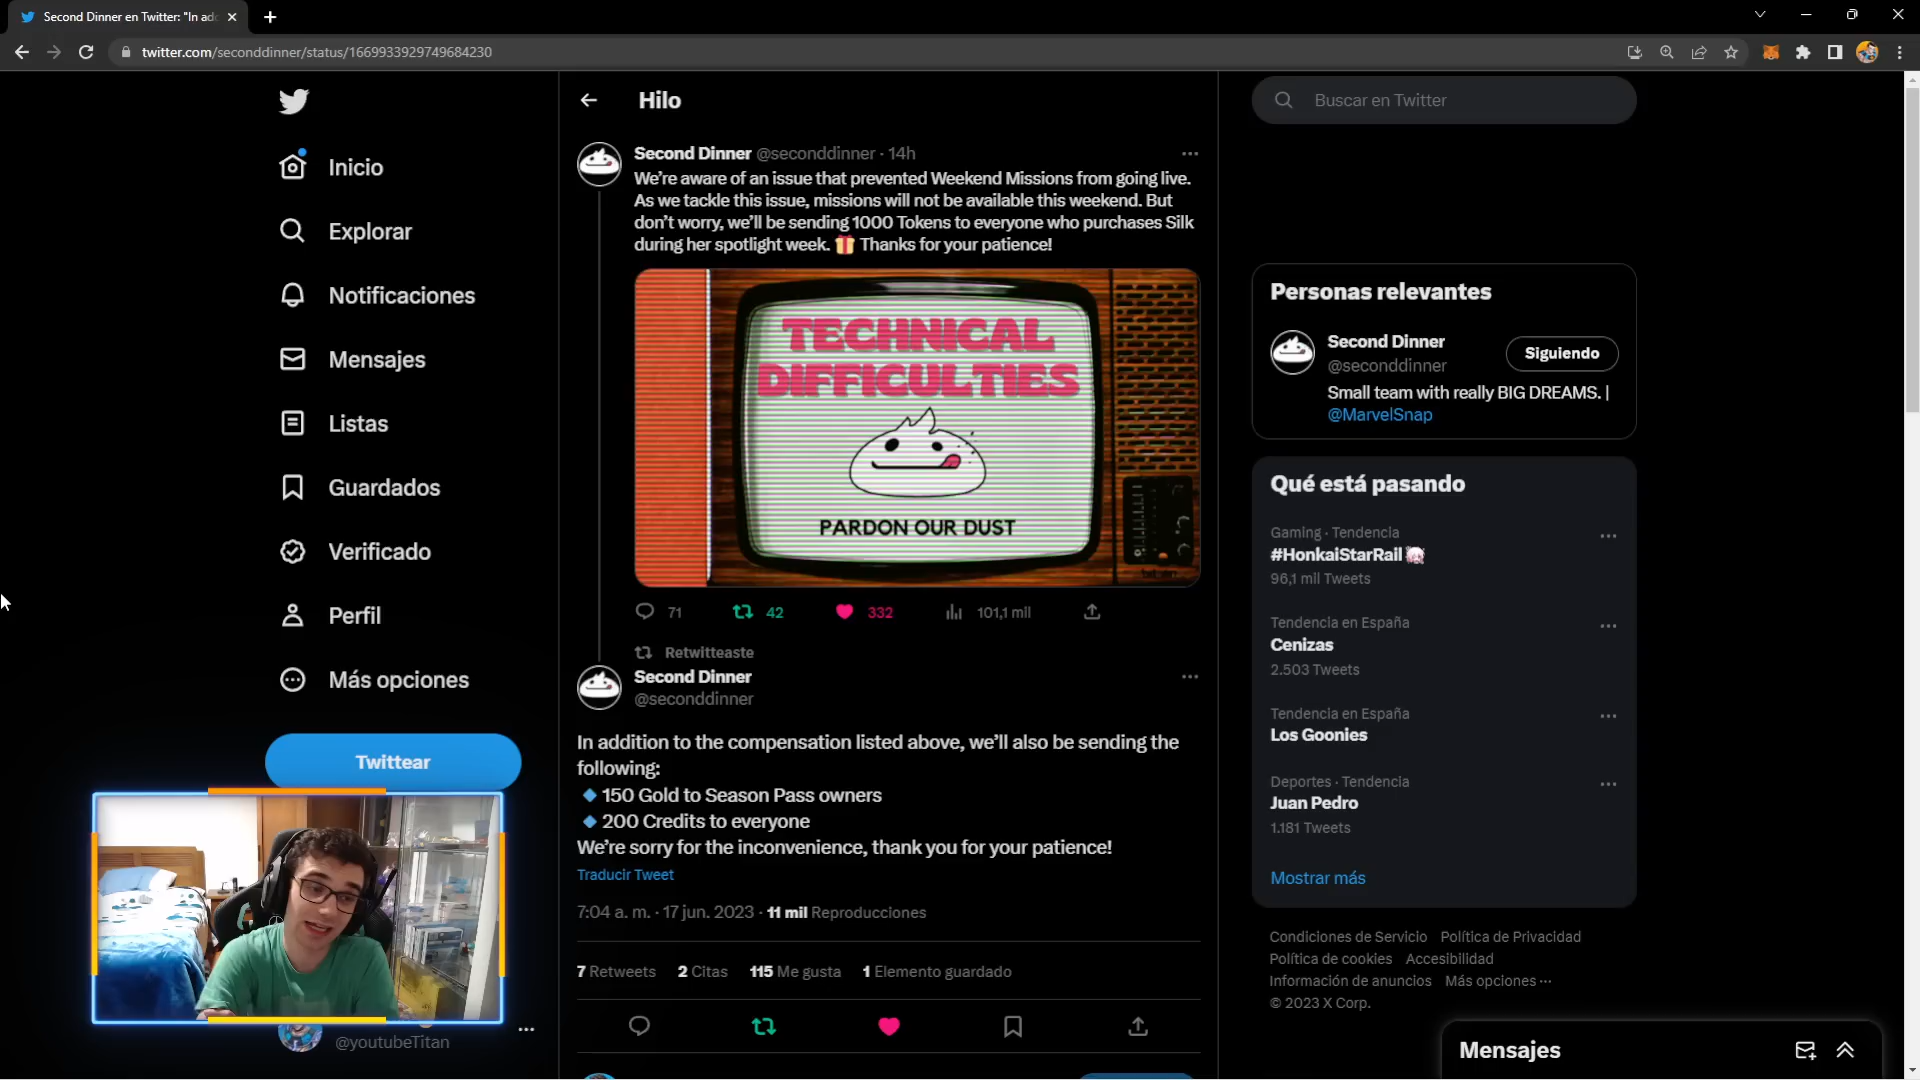 Second Dinner en Twitter: "In ad
twitter.com/seconddinner/status/1669933929749684230
Inicio
Explorar
Notificaciones
Mensajes
Listas
Guardados
Verificado
Perfil
Más opciones
Twittear
@youtubeTitan
Hilo
Second Dinner @seconddinner · 14h
We're aware of an issue that prevented Weekend Missions from going live.
As we tackle this issue, missions will not be available this weekend. But
don't worry, we'll be sending 1000 Tokens to everyone who purchases Silk
during her spotlight week. 🎁 Thanks for your patience!
TECHNICAL
DIFFICULTIES
PARDON OUR DUST
71 42 332 101,1 mil
Retwitteaste
Second Dinner
@seconddinner
In addition to the compensation listed above, we'll also be sending the
following:
🔹150 Gold to Season Pass owners
🔹200 Credits to everyone
We're sorry for the inconvenience, thank you for your patience!
Traducir Tweet
7:04 a. m. · 17 jun. 2023 · 11 mil Reproducciones
7 Retweets 2 Citas 115 Me gusta 1 Elemento guardado
Buscar en Twitter
Personas relevantes
Second Dinner
@seconddinner
Siguiendo
Small team with really BIG DREAMS. |
@MarvelSnap
Qué está pasando
Gaming · Tendencia
#HonkaiStarRail
96,1 mil Tweets
Tendencia en España
Cenizas
2.503 Tweets
Tendencia en España
Los Goonies
Deportes · Tendencia
Juan Pedro
1.181 Tweets
Mostrar más
Condiciones de Servicio Política de Privacidad
Política de cookies Accesibilidad
Información de anuncios Más opciones ···
© 2023 X Corp.
Mensajes